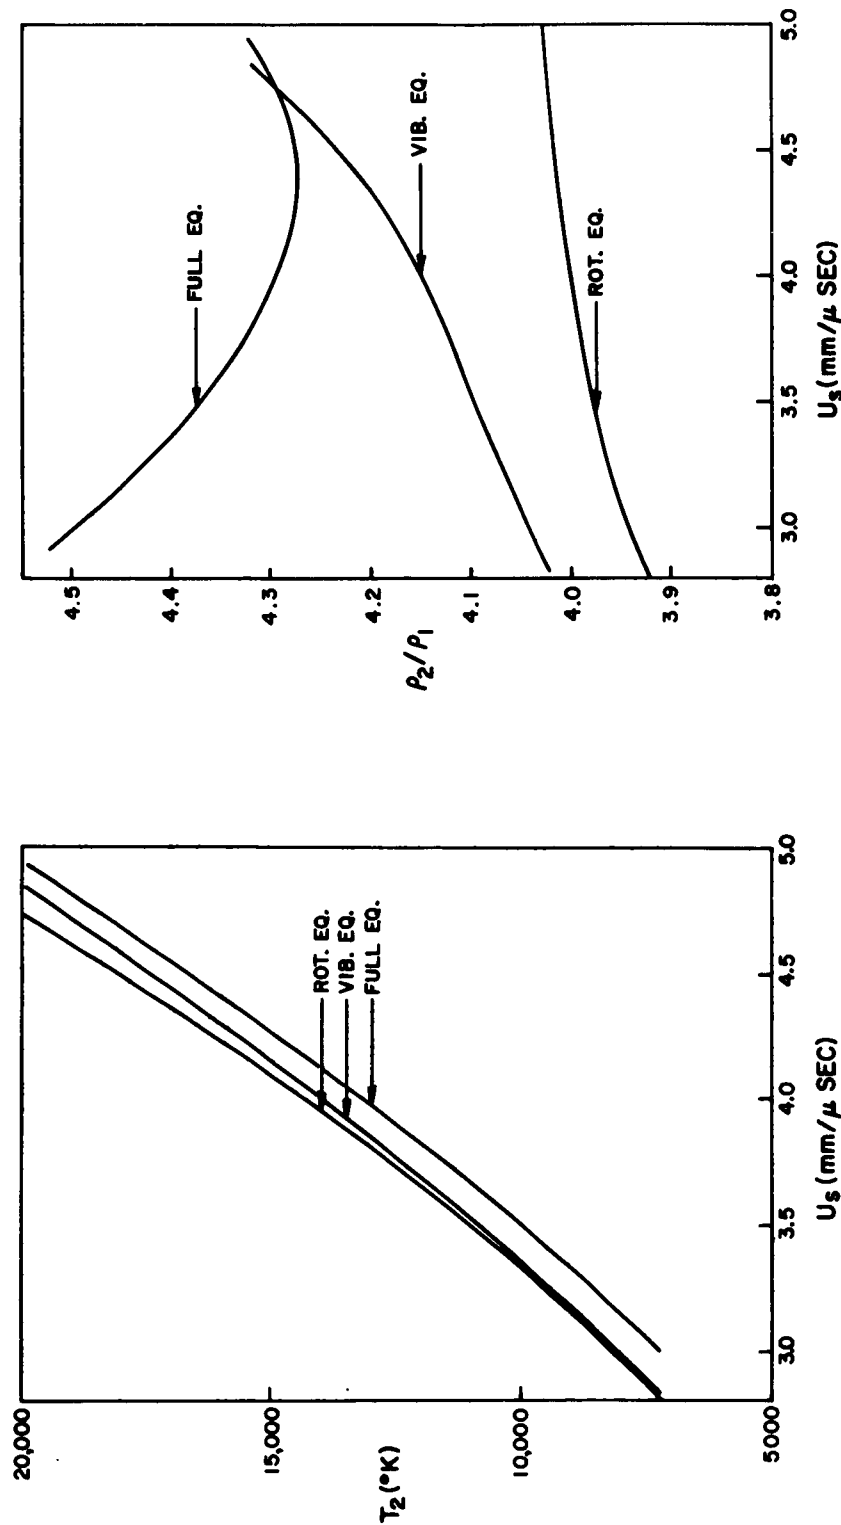 20,000
15,000
10,000
5000
T₂ (°K)
ROT. EQ.
VIB. EQ.
FULL EQ.
3.0
3.5
4.0
4.5
5.0
U_s (mm/μ SEC)
4.5
4.4
4.3
4.2
4.1
4.0
3.9
3.8
ρ₂/ρ₁
FULL EQ.
VIB. EQ.
ROT. EQ.
3.0
3.5
4.0
4.5
5.0
U_s (mm/μ SEC)